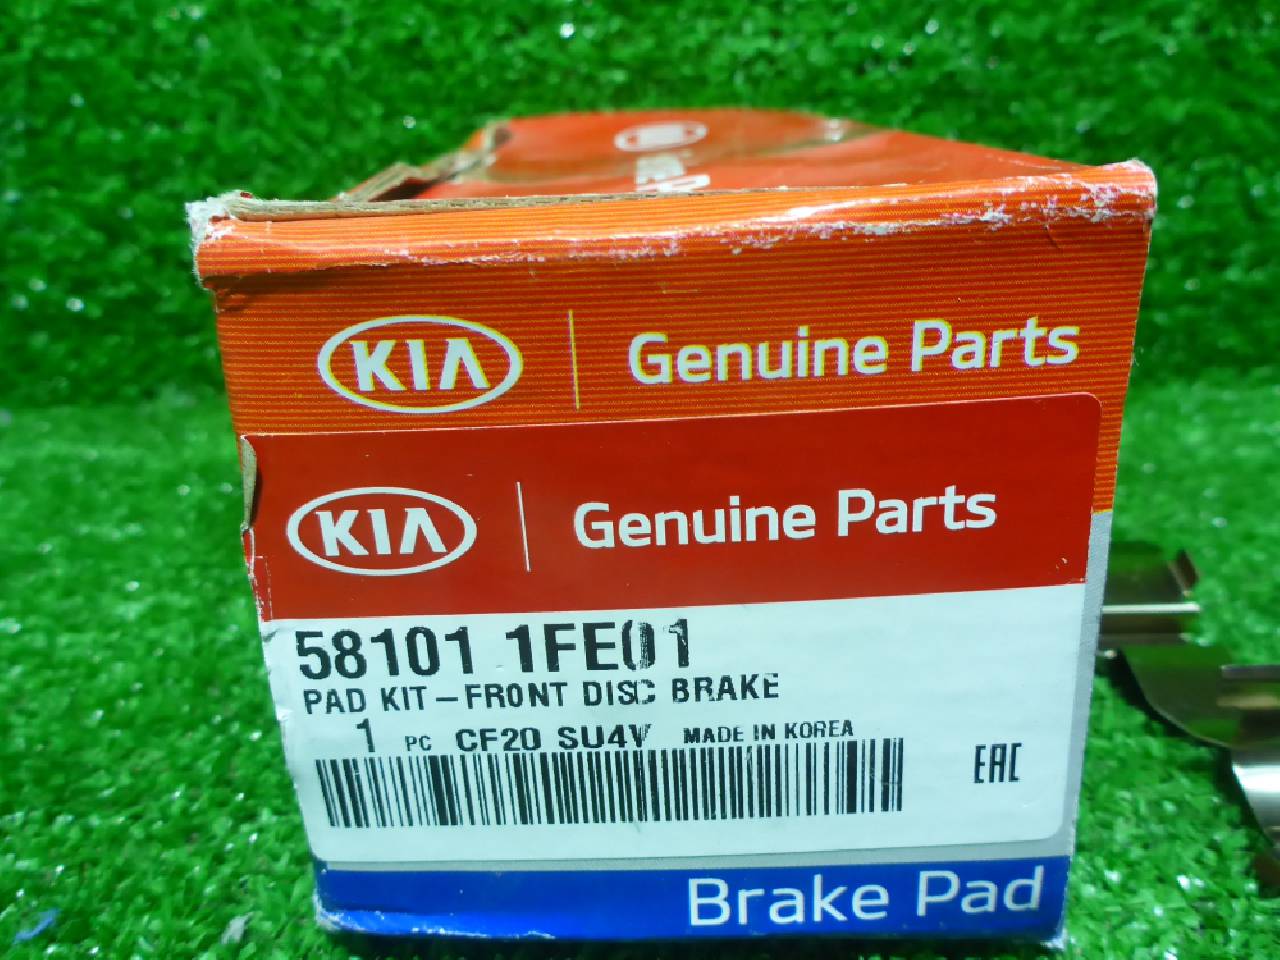 KIA Genuine Parts
KIA Genuine Parts
58101 1FE01
PAD KIT-FRONT DISC BRAKE
1 PC CF20 SU4V MADE IN KOREA
EAC
Brake Pad